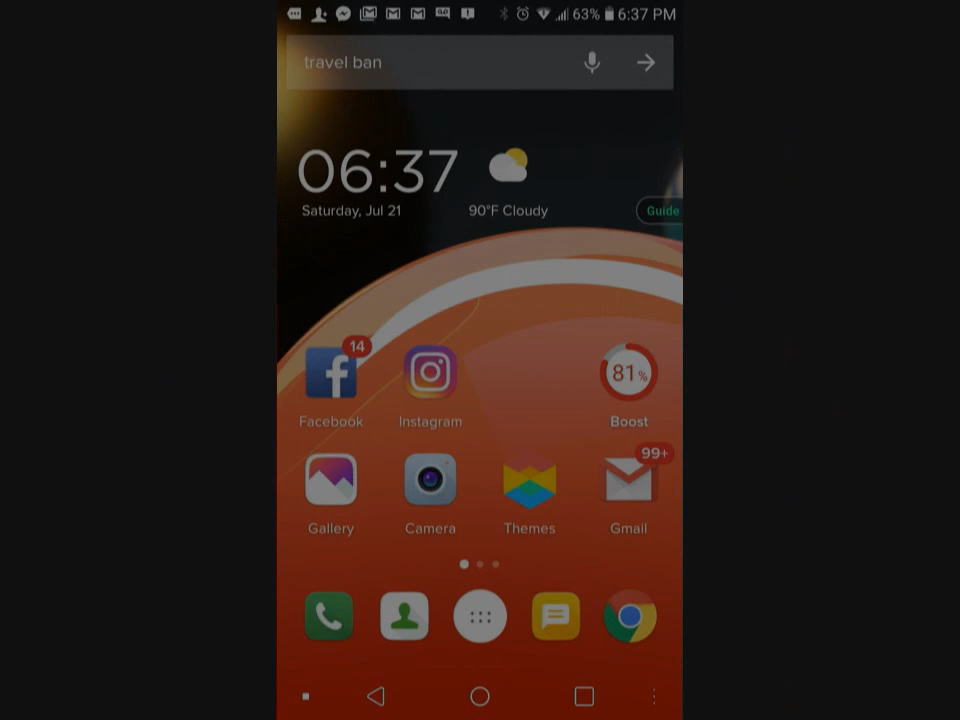 63% 6:37 PM
travel ban
06:37
Saturday, Jul 21
90°F Cloudy
Guide
14
81%
Facebook
Instagram
Boost
99+
Gallery
Camera
Themes
Gmail